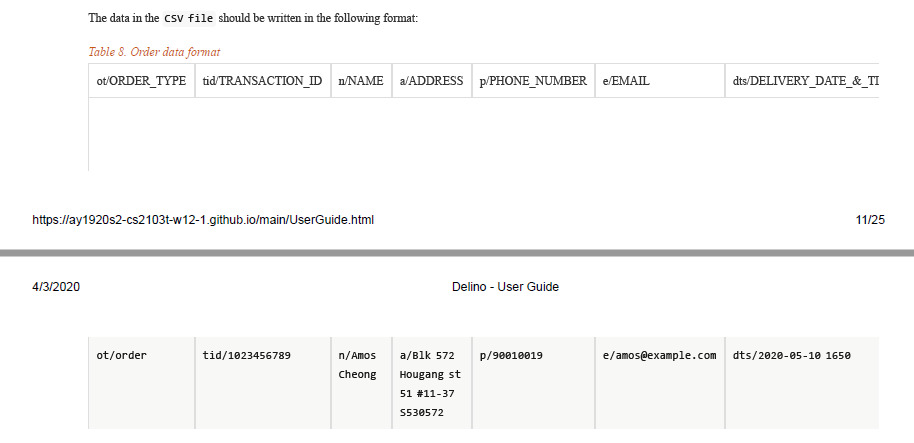 The data in the csv file should be written in the following format:
Table 8. Order data format
ot/ORDER_TYPE tid/TRANSACTION_ID n/NAME a/ADDRESS p/PHONE_NUMBER e/EMAIL dts/DELIVERY_DATE_&_TI
https://ay1920s2-cs2103t-w12-1.github.io/main/UserGuide.html 11/25
4/3/2020 Delino - User Guide
ot/order tid/1023456789 n/Amos a/Blk 572 p/90010019 e/amos@example.com dts/2020-05-10 1650
Cheong Hougang st
51 #11-37
S530572